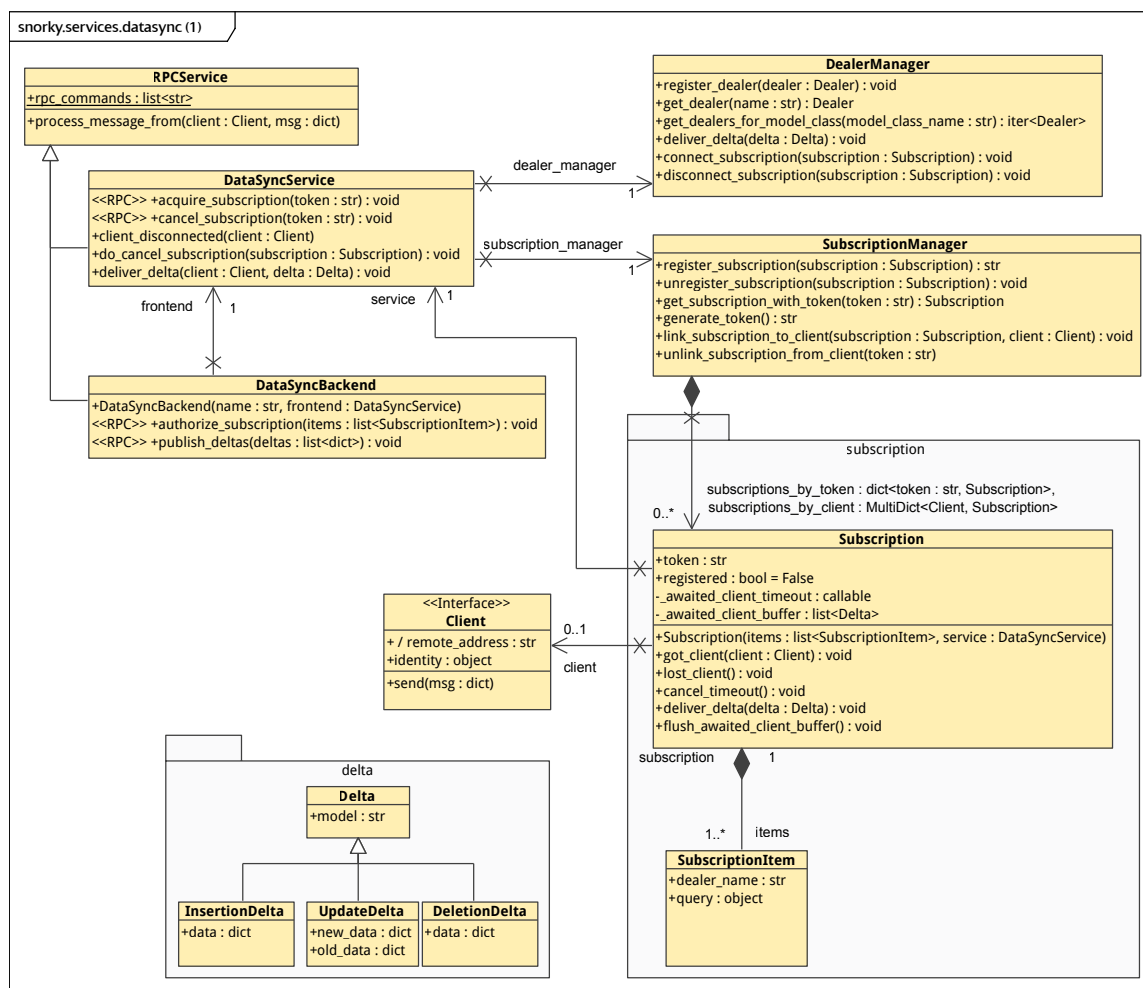 snorky.services.datasync (1)
RPCService
+rpc_commands : list<str>
+process_message_from(client : Client, msg : dict)
DealerManager
+register_dealer(dealer : Dealer) : void
+get_dealer(name : str) : Dealer
+get_dealers_for_model_class(model_class_name : str) : iter<Dealer>
+deliver_delta(delta : Delta) : void
+connect_subscription(subscription : Subscription) : void
+disconnect_subscription(subscription : Subscription) : void
dealer_manager
1
DataSyncService
<<RPC>> +acquire_subscription(token : str) : void
<<RPC>> +cancel_subscription(token : str) : void
+client_disconnected(client : Client)
+do_cancel_subscription(subscription : Subscription) : void
+deliver_delta(client : Client, delta : Delta) : void
subscription_manager
1
SubscriptionManager
+register_subscription(subscription : Subscription) : str
+unregister_subscription(subscription : Subscription) : void
+get_subscription_with_token(token : str) : Subscription
+generate_token() : str
+link_subscription_to_client(subscription : Subscription, client : Client) : void
+unlink_subscription_from_client(token : str)
frontend
1
service
1
DataSyncBackend
+DataSyncBackend(name : str, frontend : DataSyncService)
<<RPC>> +authorize_subscription(items : list<SubscriptionItem>) : void
<<RPC>> +publish_deltas(deltas : list<dict>) : void
subscription
subscriptions_by_token : dict<token : str, Subscription>,
subscriptions_by_client : MultiDict<Client, Subscription>
0..*
Subscription
+token : str
+registered : bool = False
-_awaited_client_timeout : callable
-_awaited_client_buffer : list<Delta>
+Subscription(items : list<SubscriptionItem>, service : DataSyncService)
+got_client(client : Client) : void
+lost_client() : void
+cancel_timeout() : void
+deliver_delta(delta : Delta) : void
+flush_awaited_client_buffer() : void
<<Interface>>
Client
+ / remote_address : str
+identity : object
+send(msg : dict)
0..1
client
subscription
1
1..*
items
SubscriptionItem
+dealer_name : str
+query : object
delta
Delta
+model : str
InsertionDelta
+data : dict
UpdateDelta
+new_data : dict
+old_data : dict
DeletionDelta
+data : dict